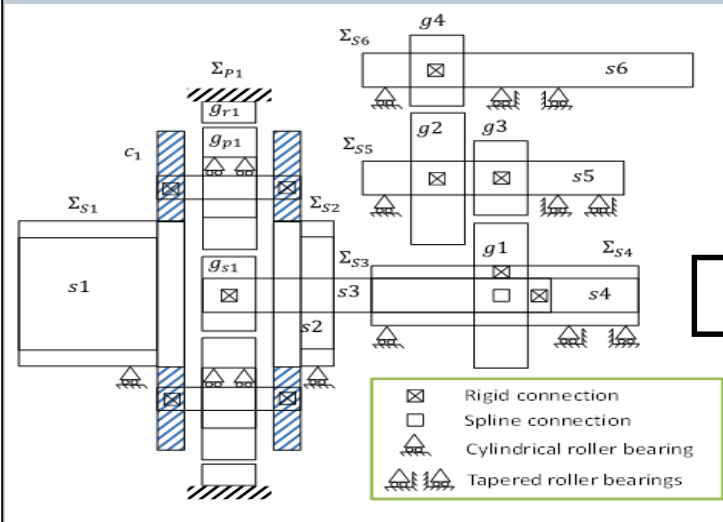 g4
Σ_{S6}
s6
Σ_{P1}
g_{r1}
g2
g3
c_1
g_{p1}
Σ_{S5}
s5
Σ_{S1}
Σ_{S2}
g1
g_{s1}
Σ_{S3}
Σ_{S4}
s1
s3
s4
s2
Rigid connection
Spline connection
Cylindrical roller bearing
Tapered roller bearings